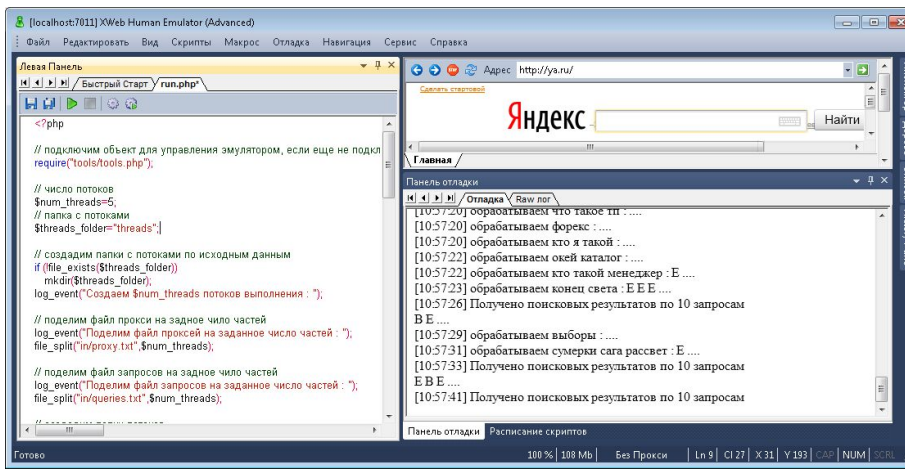 [localhost:7011] XWeb Human Emulator (Advanced)
Файл Редактировать Вид Скрипты Макрос Отладка Навигация Сервис Справка
Левая Панель
Быстрый Старт run.php*
<?php
// подключим объект для управления эмулятором, если еще не подкл
require("tools/tools.php");
// число потоков
$num_threads=5;
// папка с потоками
$threads_folder="threads";
// создадим папки с потоками по исходным данным
if (!file_exists($threads_folder))
mkdir($threads_folder);
log_event("Создаем $num_threads потоков выполнения : ");
// поделим файл прокси на задное чило частей
log_event("Поделим файл проксей на заданное число частей : ");
file_split("in/proxy.txt",$num_threads);
// поделим файл запросов на задное чило частей
log_event("Поделим файл запросов на заданное число частей : ");
file_split("in/queries.txt",$num_threads);
Адрес http://ya.ru/
Сделать стартовой
Яндекс Найти
Главная
Панель отладки
Отладка Raw лог
[10:57:20] обрабатываем что такое тп : ....
[10:57:20] обрабатываем форекс : ....
[10:57:20] обрабатываем кто я такой : ....
[10:57:22] обрабатываем окей каталог : ....
[10:57:22] обрабатываем кто такой менеджер : E ....
[10:57:23] обрабатываем конец света : E E E ....
[10:57:26] Получено поисковых результатов по 10 запросам
B E ....
[10:57:29] обрабатываем выборы : ....
[10:57:31] обрабатываем сумерки сага рассвет : E ....
[10:57:33] Получено поисковых результатов по 10 запросам
E B E ....
[10:57:41] Получено поисковых результатов по 10 запросам
Панель отладки Расписание скриптов
Готово 100 % 108 Mb Без Прокси Ln 9 Cl 27 X 31 Y 193 CAP NUM SCRL